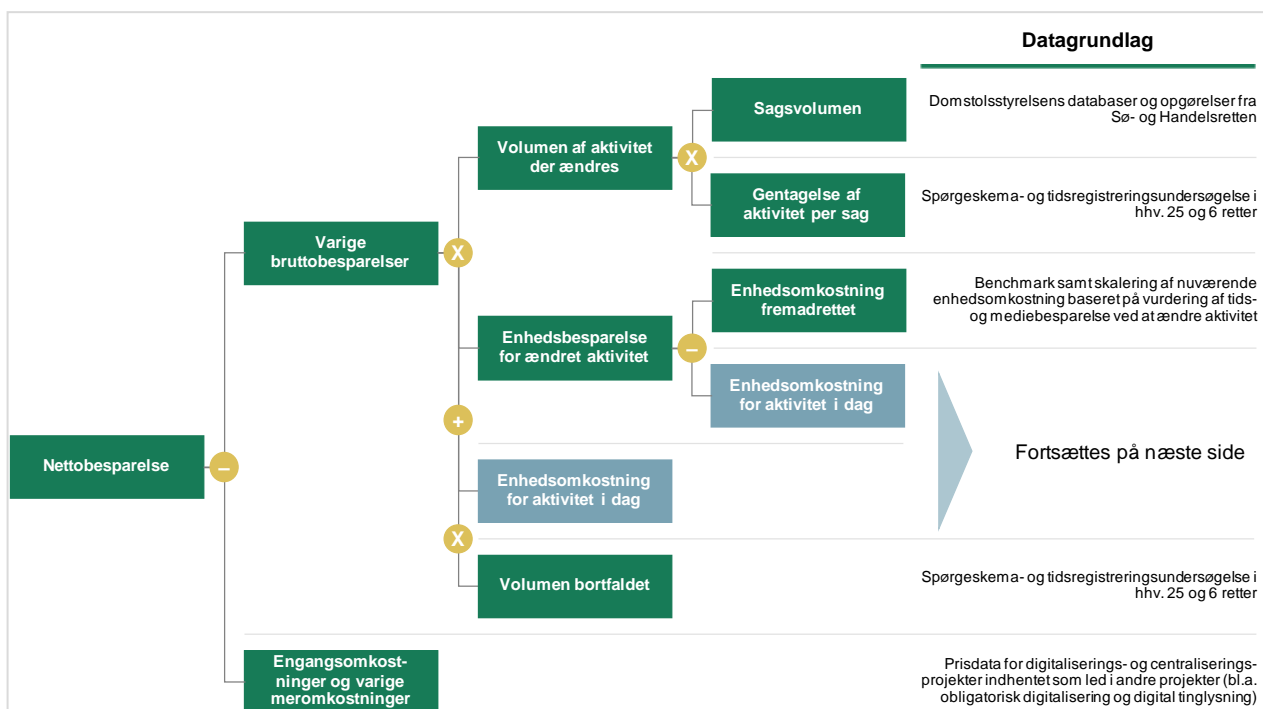 Datagrundlag
Sagsvolumen
Domstolsstyrelsens databaser og opgørelser fra
Sø- og Handelsretten
Volumen af aktivitet
der ændres
X
Gentagelse af
aktivitet per sag
Spørgeskema- og tidsregistreringsundersøgelse i
hhv. 25 og 6 retter
Varige
bruttobesparelser
X
Enhedsomkostning
fremadrettet
Benchmark samt skalering af nuværende
enhedsomkostning baseret på vurdering af tids-
og mediebesparelse ved at ændre aktivitet
Enhedsbesparelse
for ændret aktivitet
–
Enhedsomkostning
for aktivitet i dag
+
Nettobesparelse
–
Fortsættes på næste side
Enhedsomkostning
for aktivitet i dag
X
Volumen bortfaldet
Spørgeskema- og tidsregistreringsundersøgelse i
hhv. 25 og 6 retter
Engangsomkost-
ninger og varige
meromkostninger
Prisdata for digitaliserings- og centraliserings-
projekter indhentet som led i andre projekter (bl.a.
obligatorisk digitalisering og digital tinglysning)